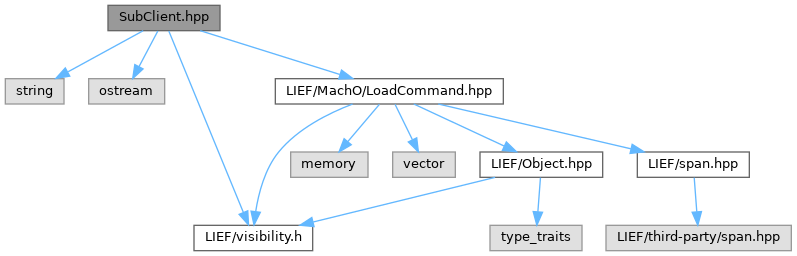 SubClient.hpp
string
ostream
LIEF/MachO/LoadCommand.hpp
memory
vector
LIEF/Object.hpp
LIEF/span.hpp
LIEF/visibility.h
type_traits
LIEF/third-party/span.hpp